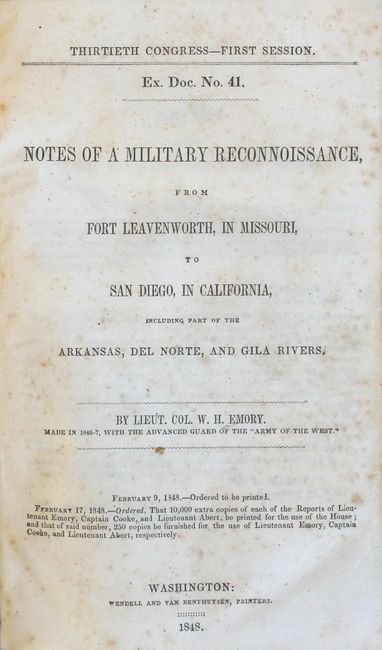 THIRTIETH CONGRESS—FIRST SESSION.
Ex. Doc. No. 41.
NOTES OF A MILITARY RECONNOISSANCE,
FROM
FORT LEAVENWORTH, IN MISSOURI,
TO
SAN DIEGO, IN CALIFORNIA,
INCLUDING PART OF THE
ARKANSAS, DEL NORTE, AND GILA RIVERS.
BY LIEUT. COL. W. H. EMORY.
MADE IN 1846-7, WITH THE ADVANCED GUARD OF THE "ARMY OF THE WEST."
February 9, 1848.—Ordered to be printed.
February 17, 1848.—Ordered, That 10,000 extra copies of each of the Reports of Lieu-
tenant Emory, Captain Cooke, and Lieutenant Abert, be printed for the use of the House;
and that of said number, 250 copies be furnished for the use of Lieutenant Emory, Captain
Cooke, and Lieutenant Abert, respectively.
WASHINGTON:
WENDELL AND VAN BENTHUYSEN, PRINTERS.
1848.